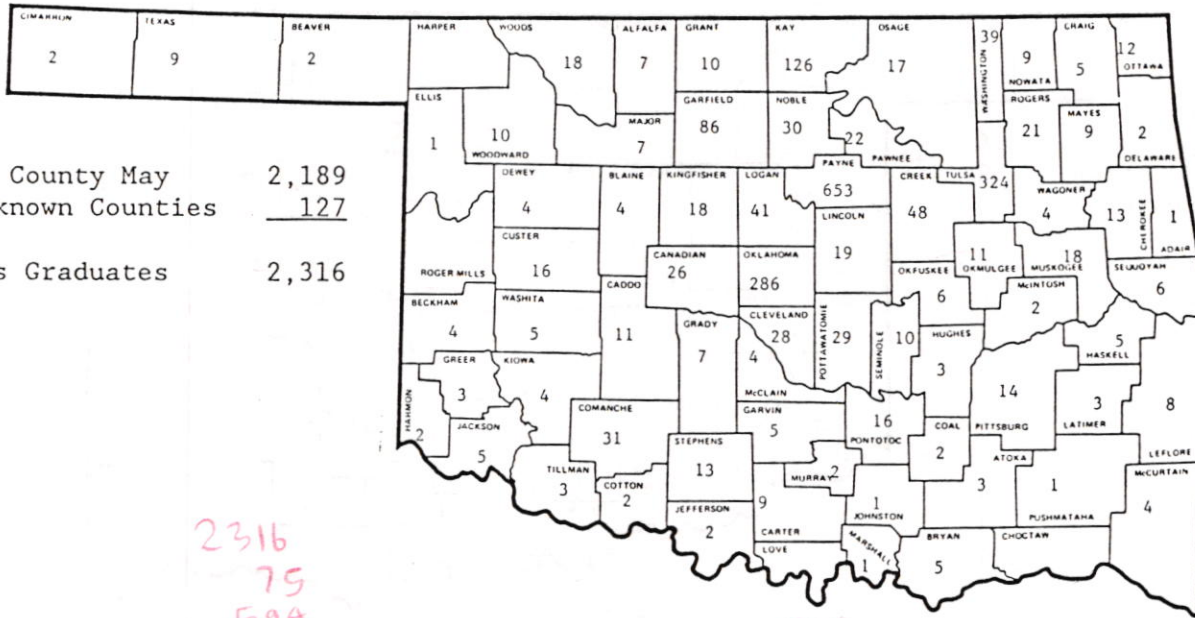 CIMARRON TEXAS BEAVER HARPER WOODS ALFALFA GRANT KAY OSAGE WASHINGTON 39 CRAIG
2 9 2 18 7 10 126 17 9 NOWATA 5 12 OTTAWA
ELLIS GARFIELD NOBLE ROGERS MAYES
1 10 WOODWARD MAJOR 7 86 30 22 PAWNEE 21 9 2 DELAWARE
County May 2,189
DEWEY BLAINE KINGFISHER LOGAN PAYNE CREEK TULSA 324 WAGONER
4 4 18 41 653 48 4 13 CHEROKEE 1 ADAIR
Counties 127
CUSTER CANADIAN OKLAHOMA LINCOLN
ROGER MILLS 16 26 286 19 OKFUSKEE 11 OKMULGEE 18 MUSKOGEE SEQUOYAH
Graduates 2,316
BECKHAM WASHITA CADDO GRADY CLEVELAND POTTAWATOMIE SEMINOLE 6 McINTOSH 6
4 5 11 7 28 29 10 HUGHES 2 5 HASKELL
GREER KIOWA 4 McCLAIN 3
3 4 14 PITTSBURG 3 LATIMER 8 LEFLORE
HARMON 2 JACKSON 5 COMANCHE 31 STEPHENS 13 GARVIN 5 16 PONTOTOC COAL 2
TILLMAN 3 COTTON 2 MURRAY 2 ATOKA 3 1 PUSHMATAHA McCURTAIN 4
JEFFERSON 2 9 CARTER 1 JOHNSTON
LOVE MARSHALL 1 BRYAN 5 CHOCTAW
2316
75